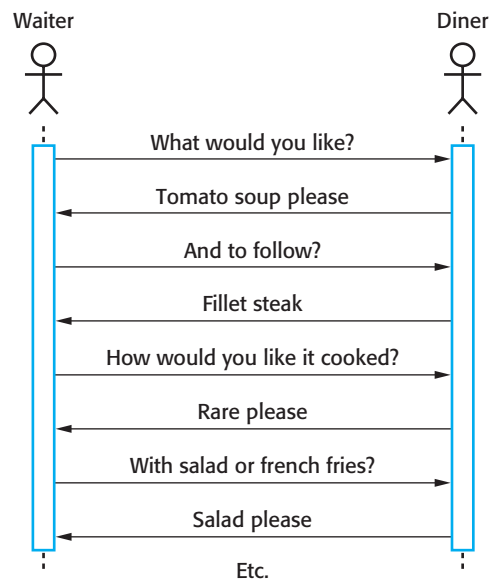 Waiter
Diner
What would you like?
Tomato soup please
And to follow?
Fillet steak
How would you like it cooked?
Rare please
With salad or french fries?
Salad please
Etc.